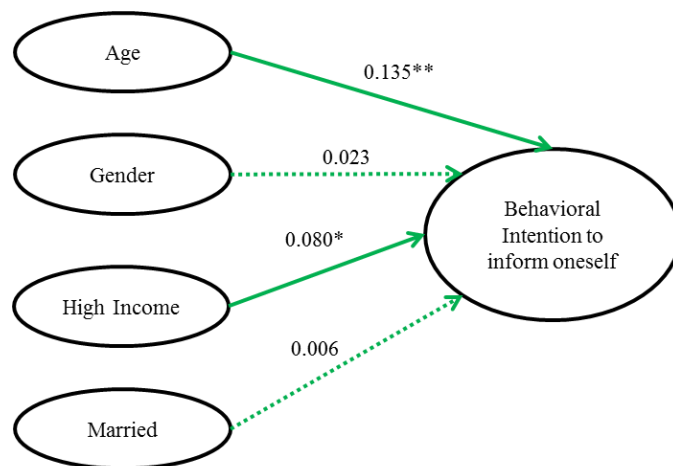 Age
0.135**
Gender
0.023
Behavioral
Intention to
inform oneself
0.080*
High Income
0.006
Married